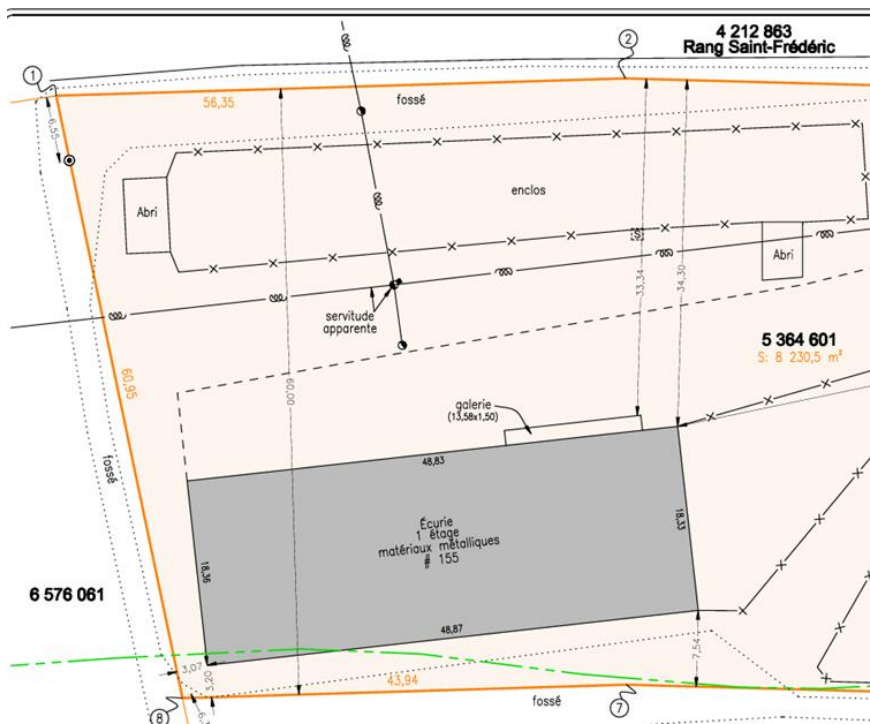 4 212 863
Rang Saint-Frédéric
1
2
56,35
fossé
6,55
enclos
Abri
S
Abri
33,34
34,30
servitude
apparente
5 364 601
S: 8 230,5 m²
60,95
60,00
galerie
(13,58x1,50)
fossé
48,83
Écurie
1 étage
matériaux métalliques
# 155
18,36
18,33
6 576 061
48,87
3,07
3,20
7,54
43,94
fossé
8
7